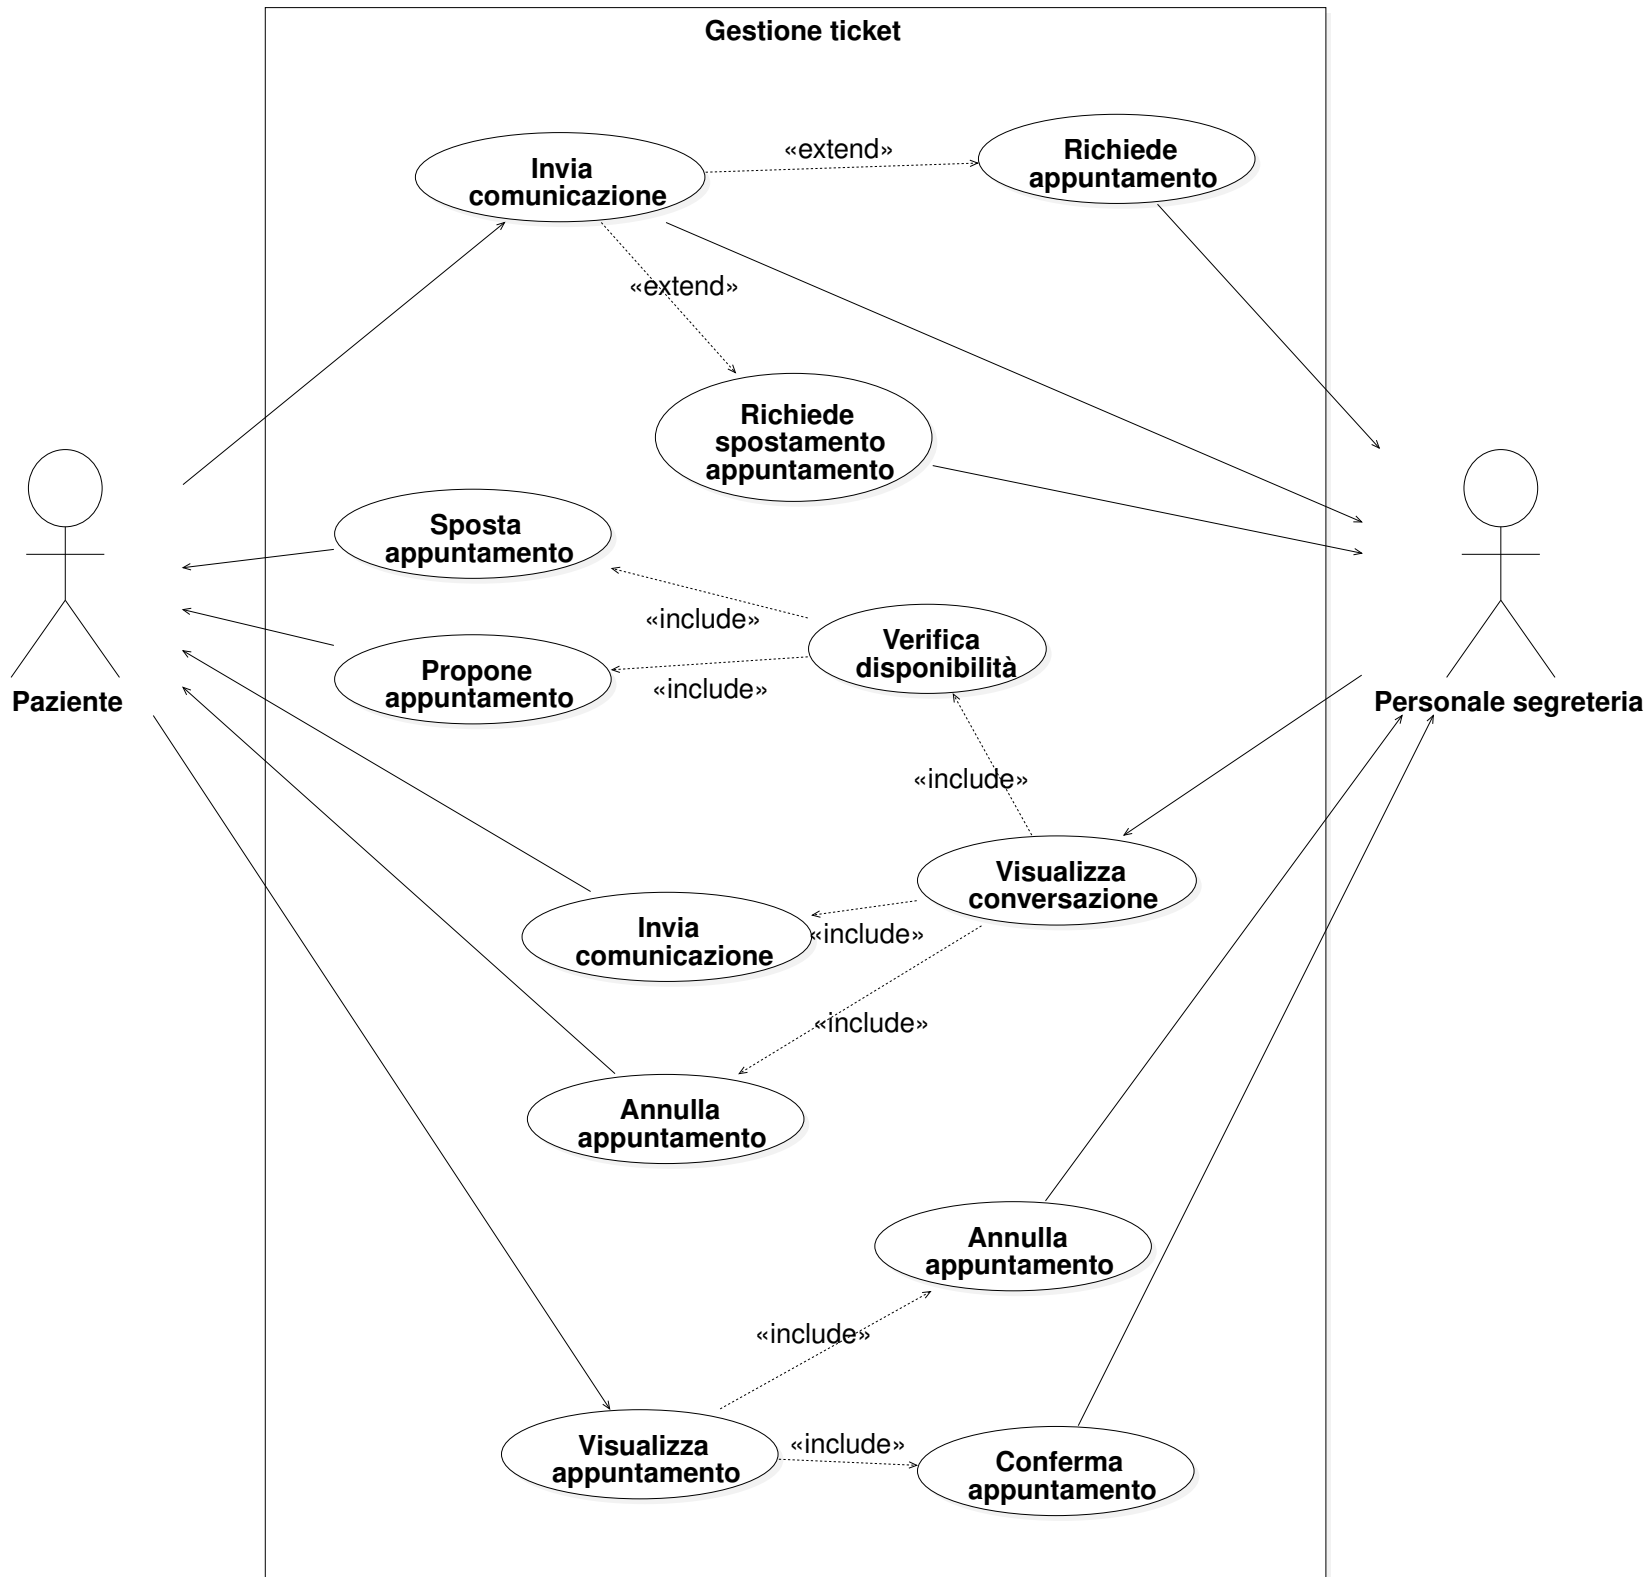 Gestione ticket
Invia
comunicazione
«extend»
Richiede
appuntamento
«extend»
Richiede
spostamento
appuntamento
Sposta
appuntamento
«include»
Verifica
disponibilità
Propone
appuntamento
«include»
Paziente
Personale segreteria
«include»
Visualizza
conversazione
Invia
comunicazione
«include»
«include»
Annulla
appuntamento
Annulla
appuntamento
«include»
Visualizza
appuntamento
«include»
Conferma
appuntamento